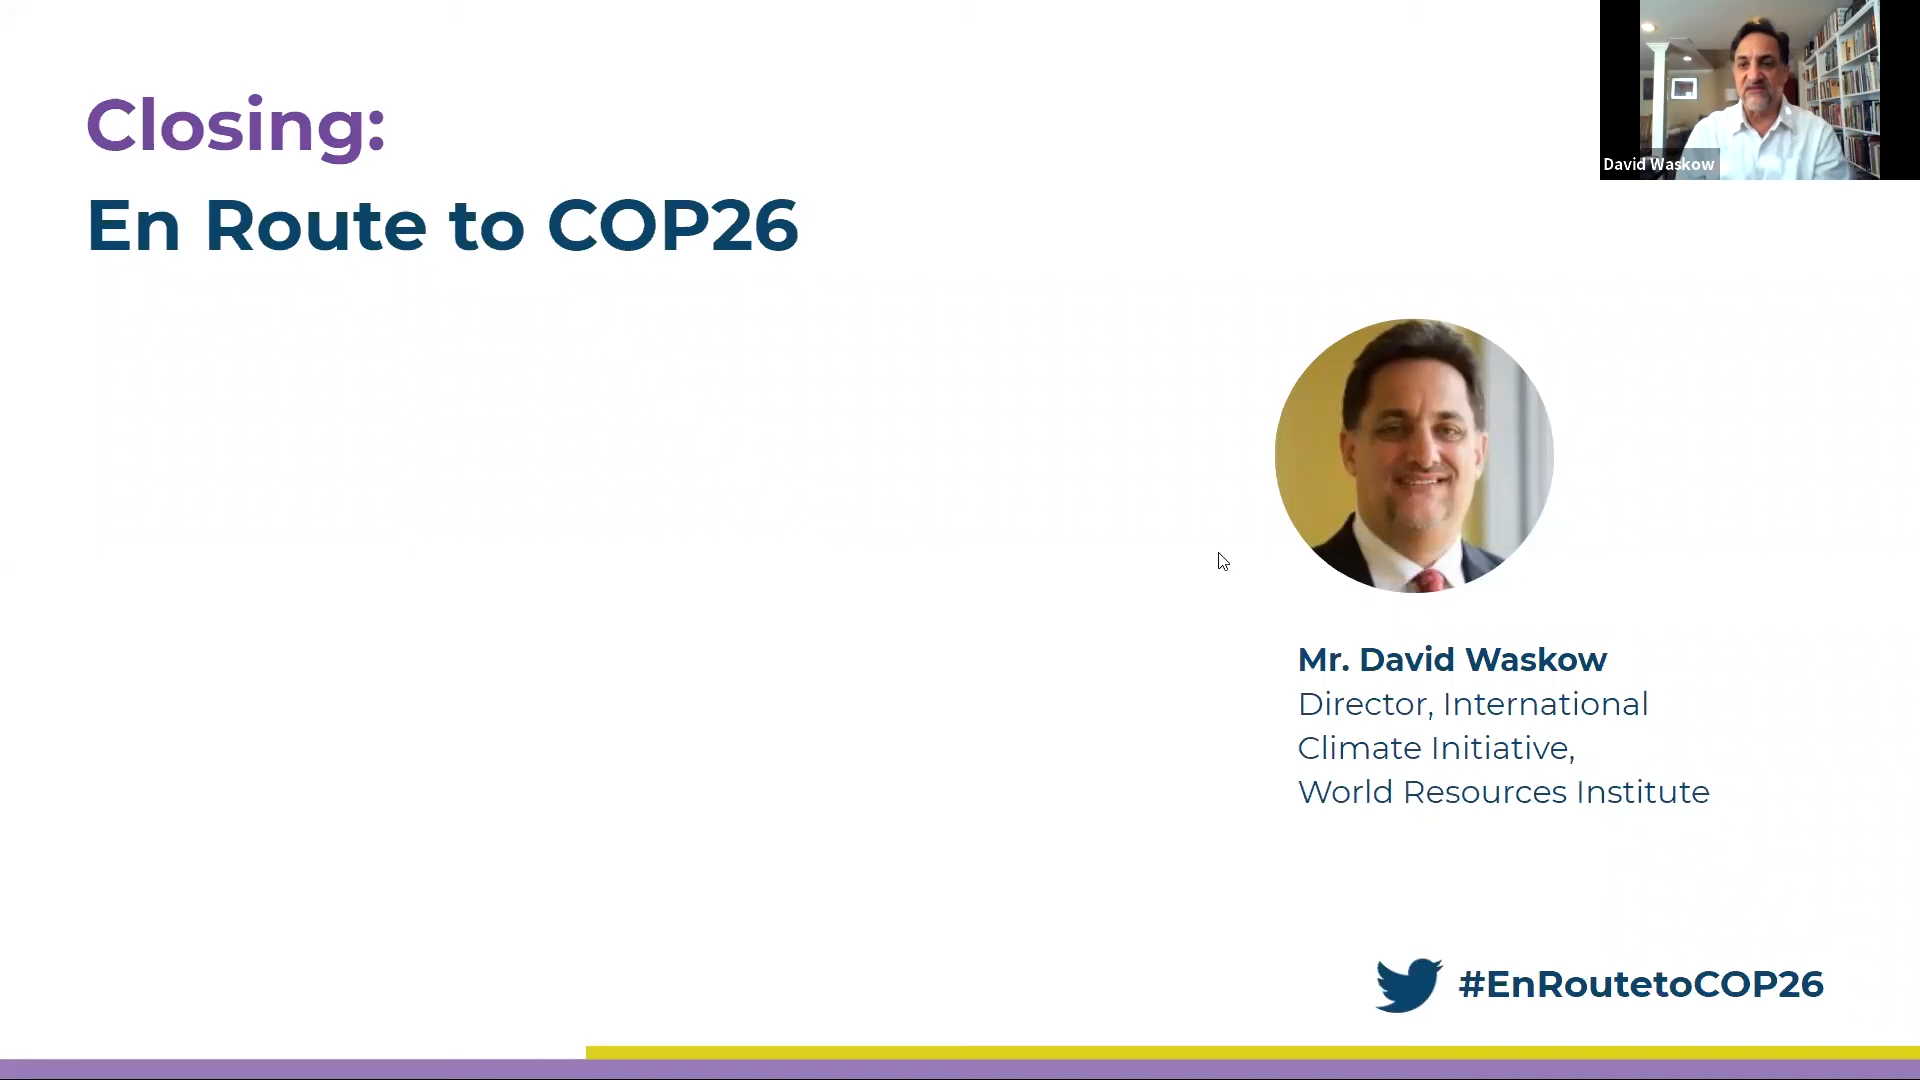 Closing:
En Route to COP26
David Waskow
Mr. David Waskow
Director, International
Climate Initiative,
World Resources Institute
#EnRoutetoCOP26